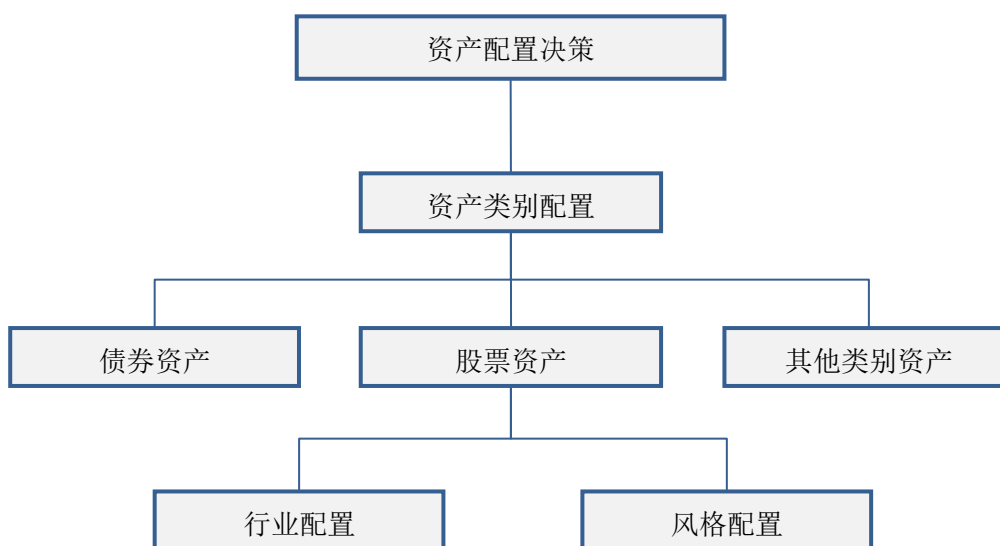 资产配置决策
资产类别配置
债券资产
股票资产
其他类别资产
行业配置
风格配置